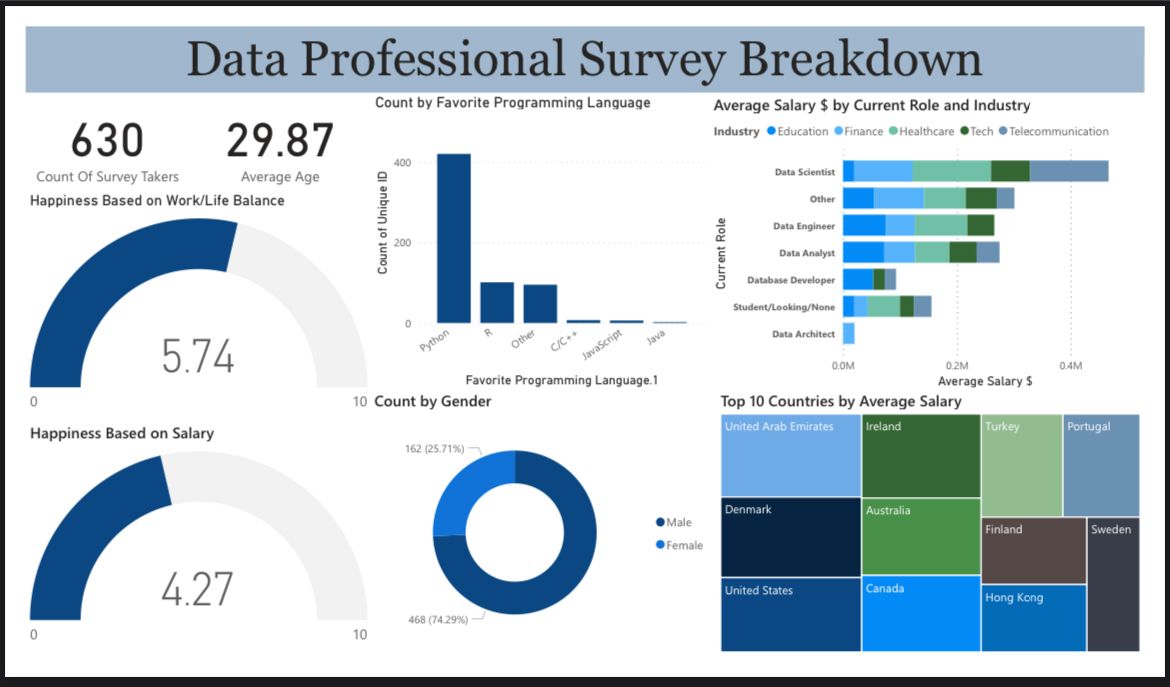 Data Professional Survey Breakdown
630
Count Of Survey Takers
29.87
Average Age
Happiness Based on Work/Life Balance
5.74
0
10
Happiness Based on Salary
4.27
0
10
Count by Favorite Programming Language
Count of Unique ID
400
200
0
Python
R
Other
C/C++
JavaScript
Java
Favorite Programming Language.1
Count by Gender
162 (25.71%)
468 (74.29%)
Male
Female
Average Salary $ by Current Role and Industry
Industry Education Finance Healthcare Tech Telecommunication
Current Role
Data Scientist
Other
Data Engineer
Data Analyst
Database Developer
Student/Looking/None
Data Architect
0.0M 0.2M 0.4M
Average Salary $
Top 10 Countries by Average Salary
United Arab Emirates
Denmark
United States
Ireland
Australia
Canada
Turkey
Portugal
Finland
Sweden
Hong Kong